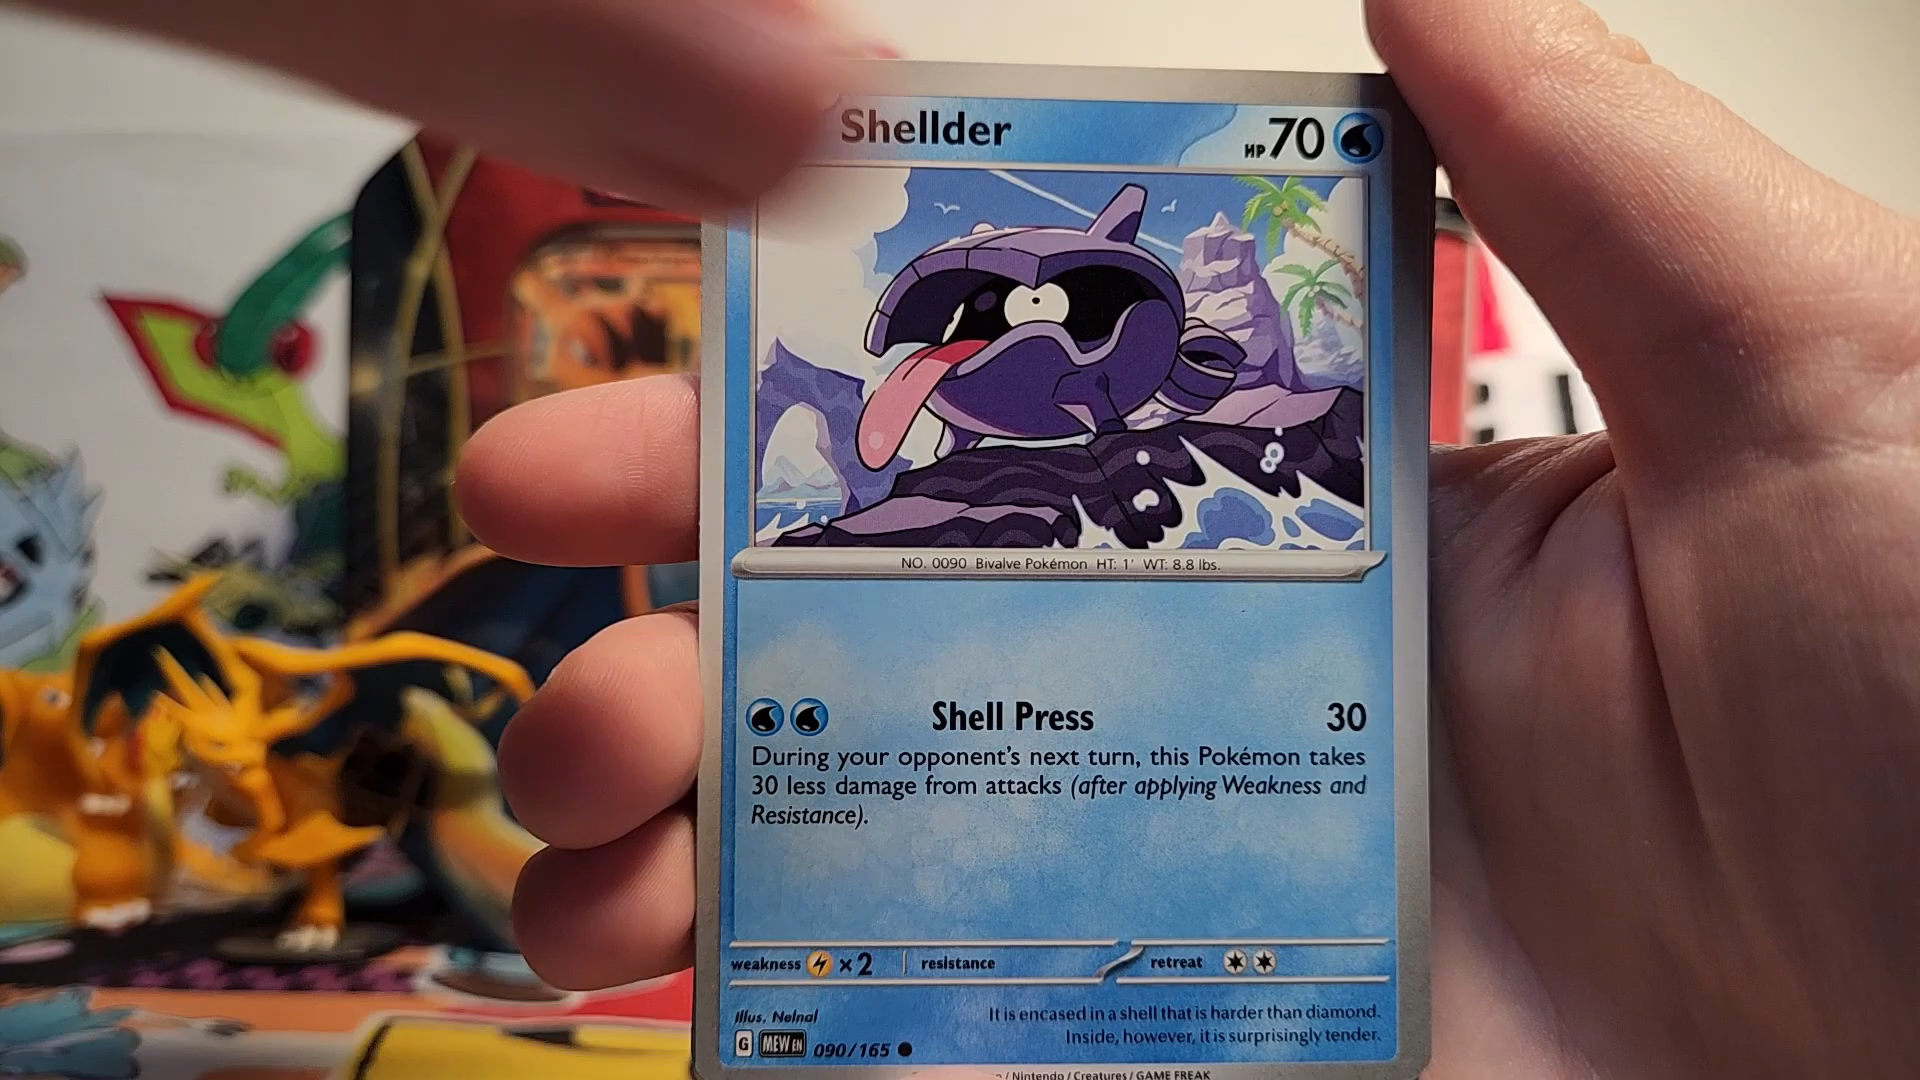 Shellder
HP 70
NO. 0090 Bivalve Pokémon HT: 1' WT: 8.8 lbs.
Shell Press 30
During your opponent's next turn, this Pokémon takes
30 less damage from attacks (after applying Weakness and
Resistance).
weakness ×2 resistance retreat
Illus. Nelnal
It is encased in a shell that is harder than diamond.
Inside, however, it is surprisingly tender.
G MEW EN 090/165
/ Nintendo / Creatures / GAME FREAK